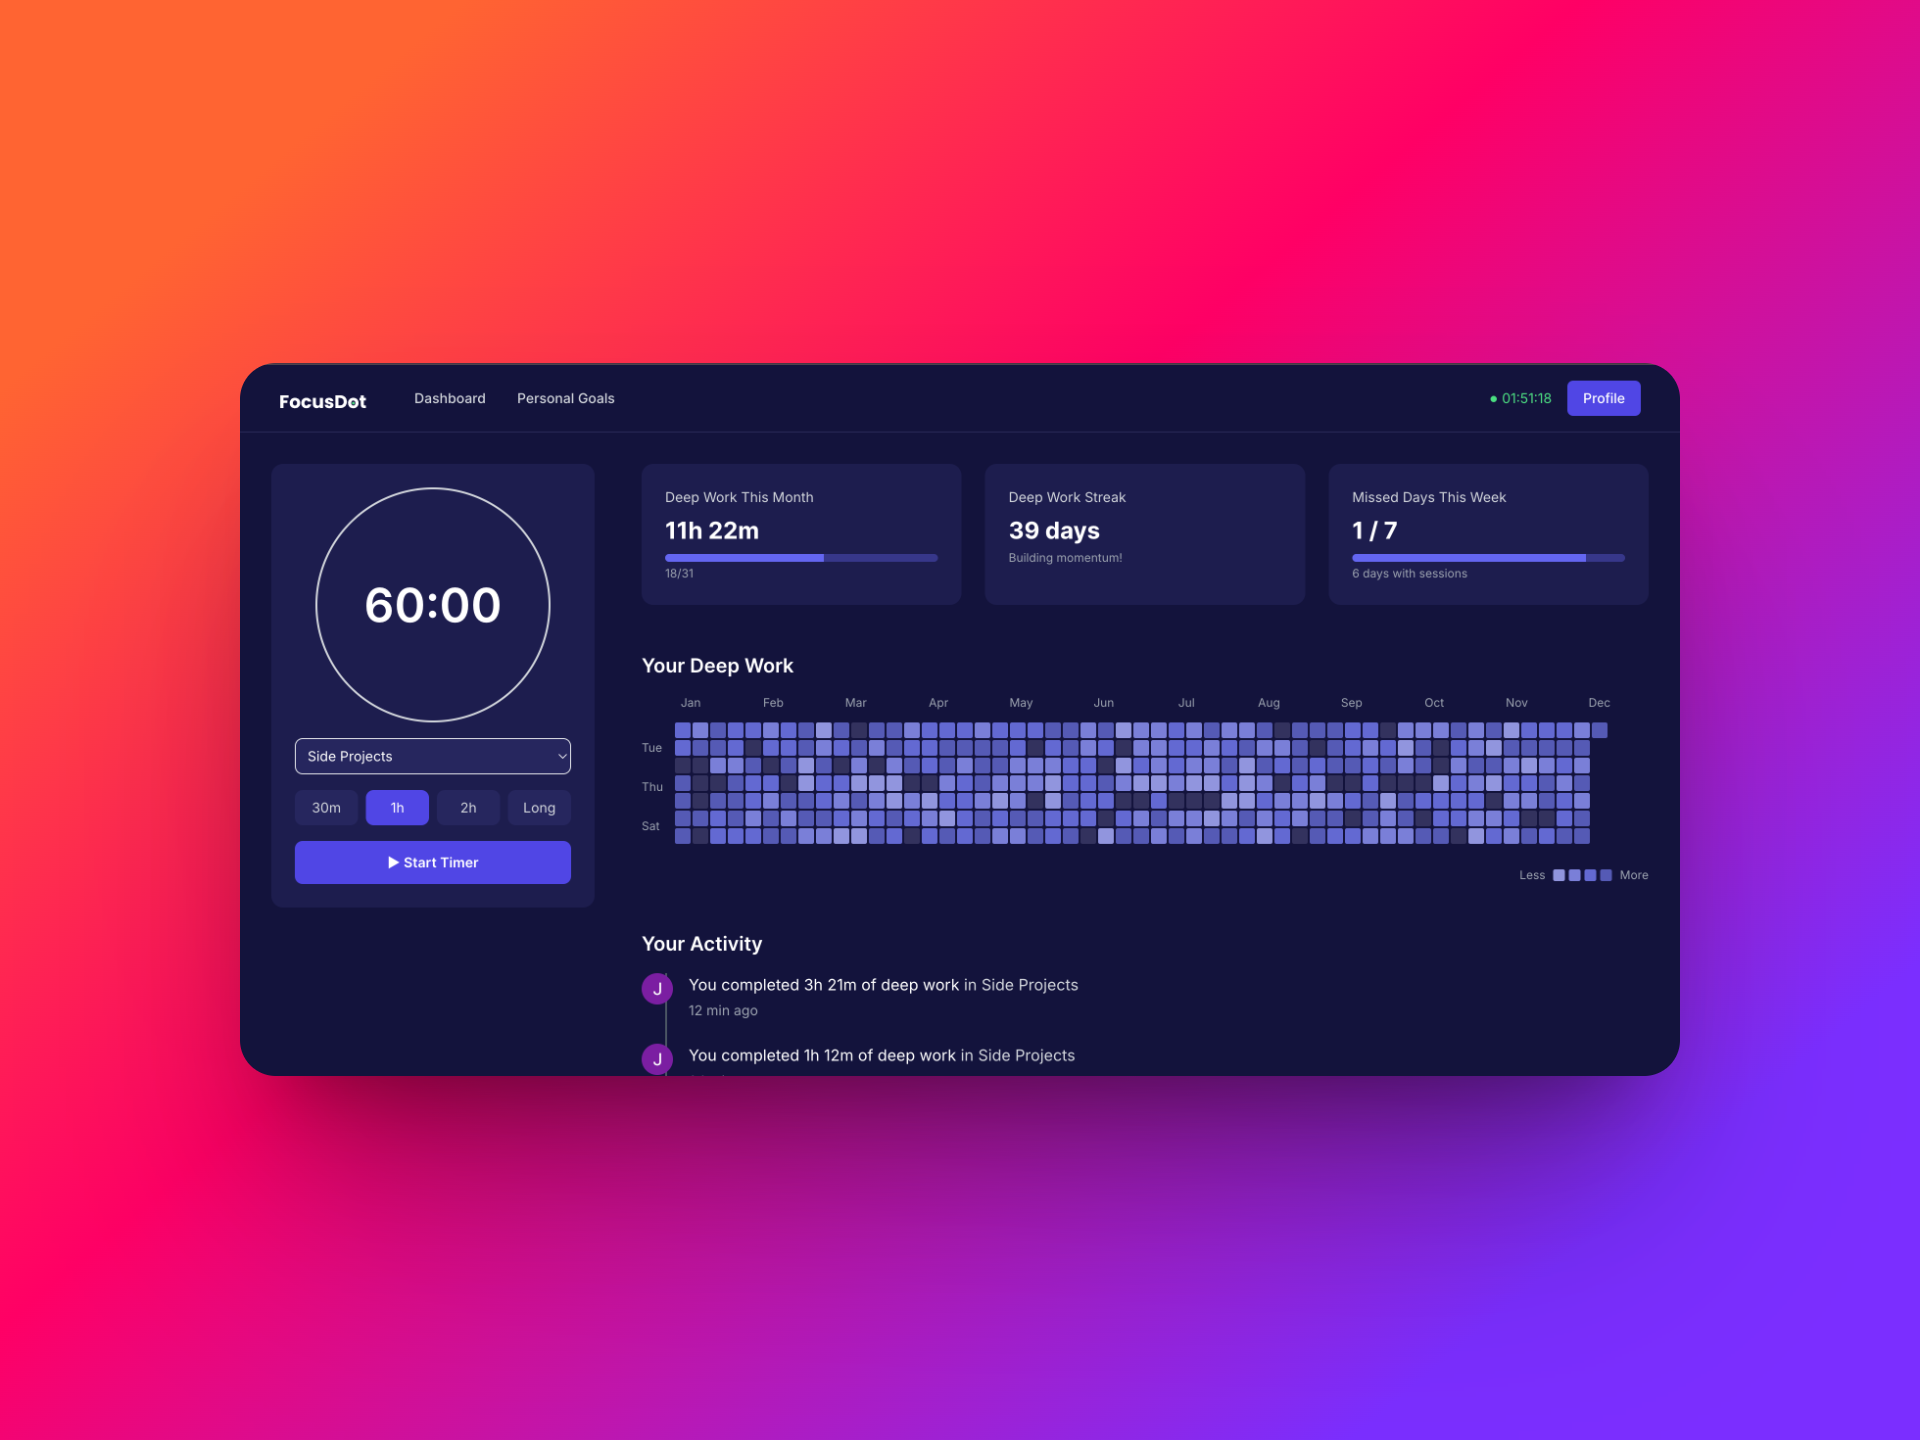 FocusDot
Dashboard
Personal Goals
01:51:18
Profile
60:00
Side Projects
30m
1h
2h
Long
Start Timer
Deep Work This Month
11h 22m
18/31
Deep Work Streak
39 days
Building momentum!
Missed Days This Week
1 / 7
6 days with sessions
Your Deep Work
Jan Feb Mar Apr May Jun Jul Aug Sep Oct Nov Dec
Tue
Thu
Sat
Less More
Your Activity
J
You completed 3h 21m of deep work in Side Projects
12 min ago
J
You completed 1h 12m of deep work in Side Projects